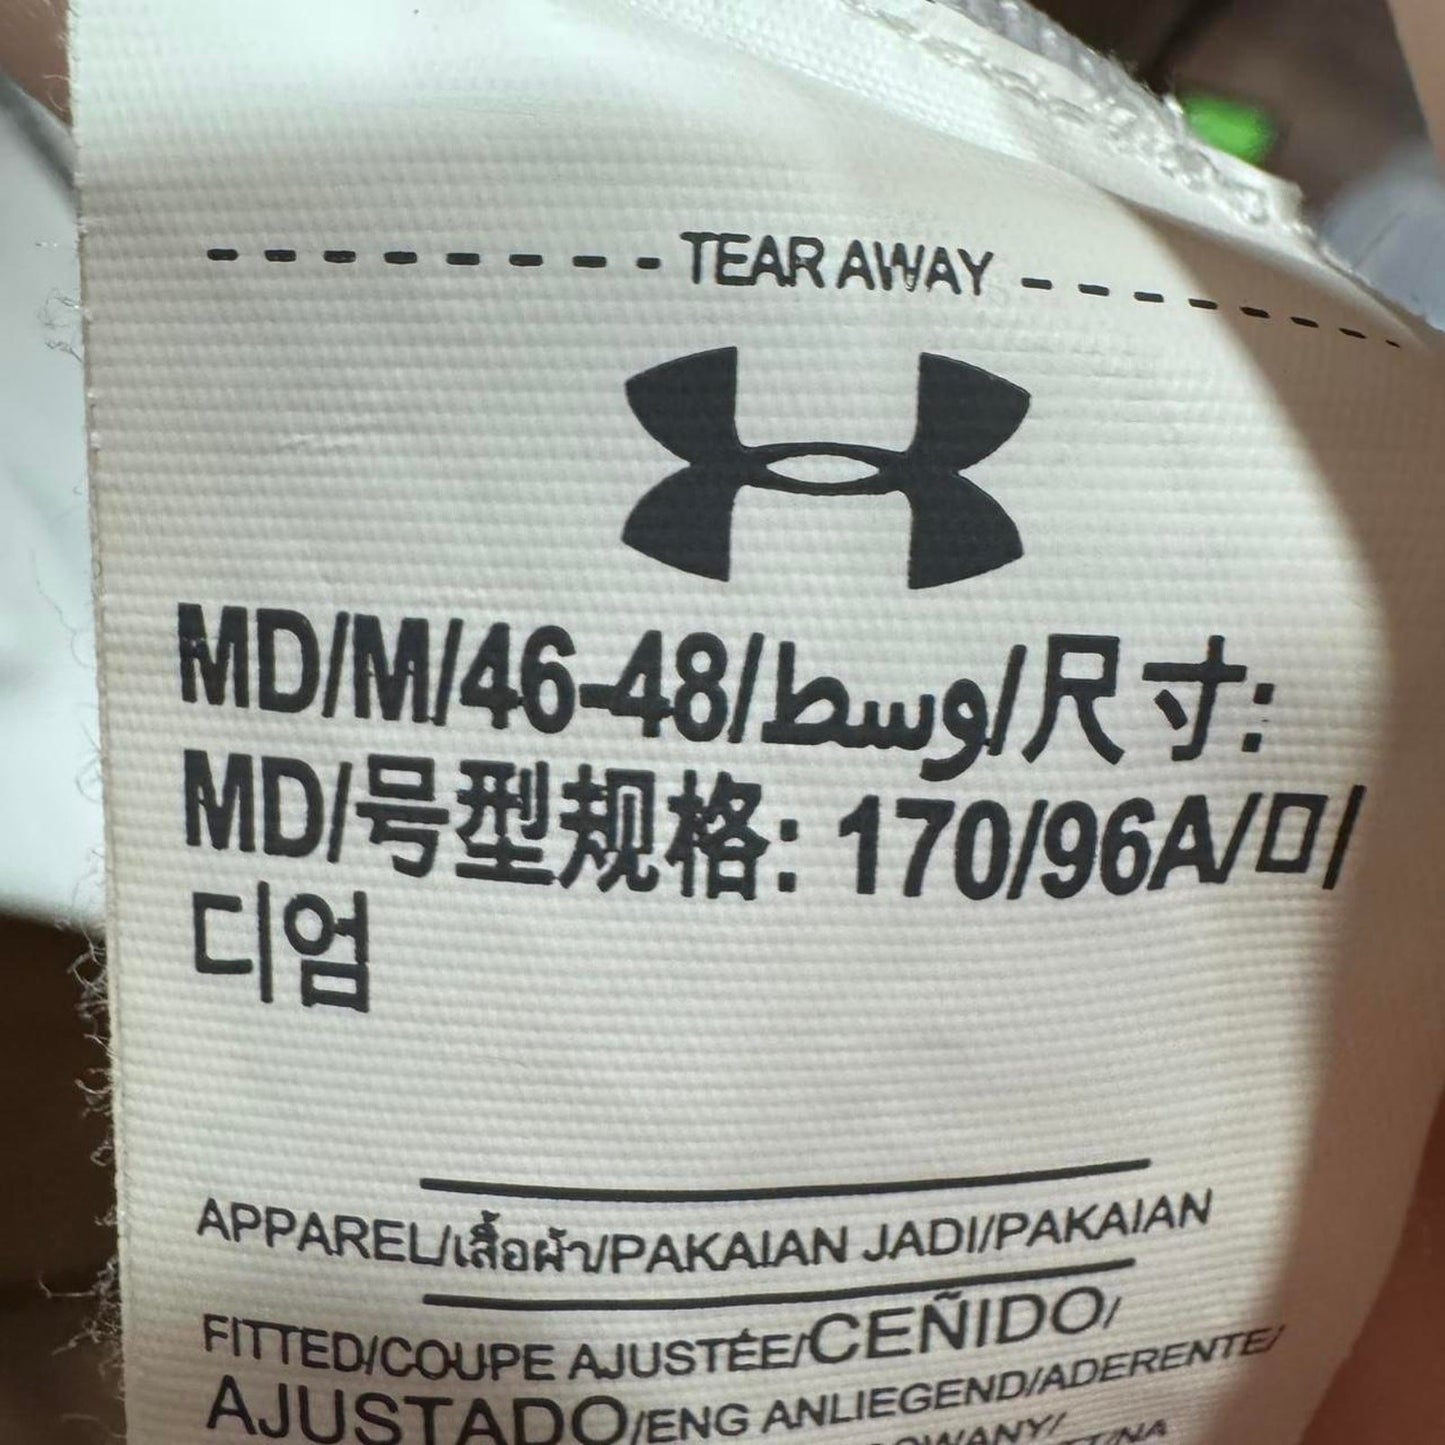 TEAR AWAY
MD/M/46-48/وسط/尺寸:
MD/号型规格: 170/96A/미
디엄
APPAREL/เสื้อผ้า/PAKAIAN JADI/PAKAIAN
FITTED/COUPE AJUSTÉE/CEÑIDO/
AJUSTADO/ENG ANLIEGEND/ADERENTE/